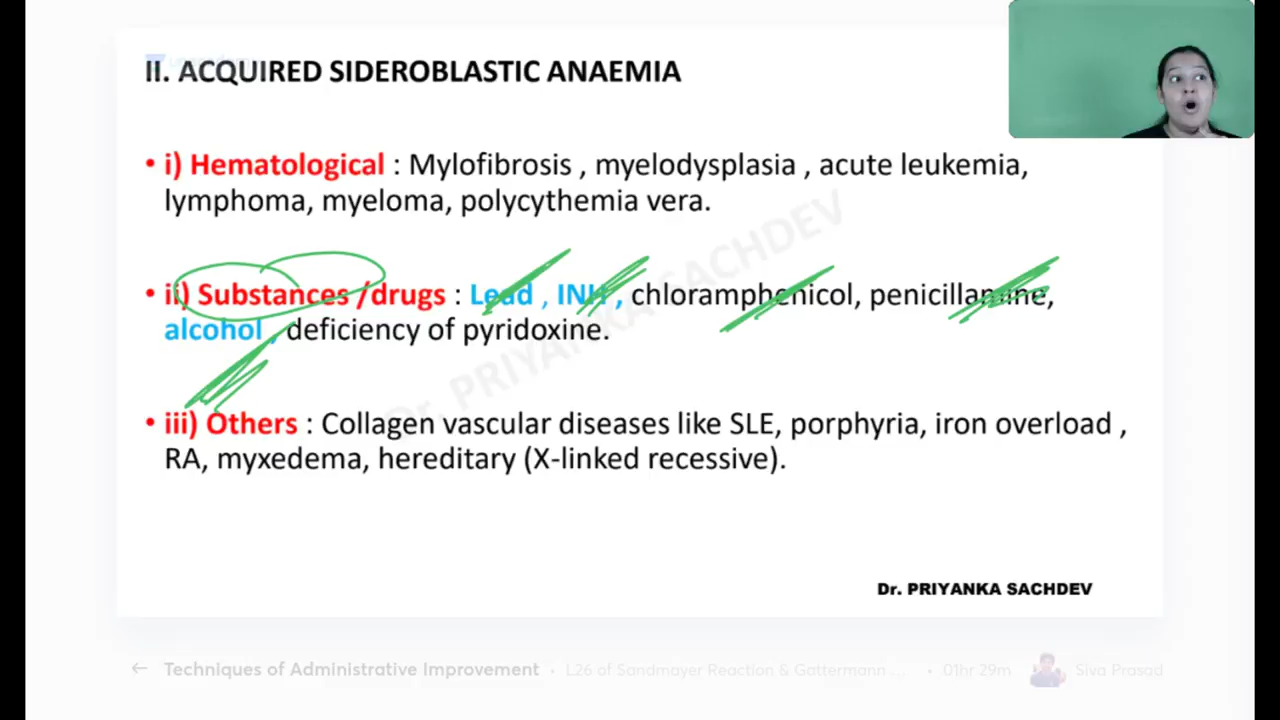 II. ACQUIRED SIDEROBLASTIC ANAEMIA
• i) Hematological : Mylofibrosis , myelodysplasia , acute leukemia,
lymphoma, myeloma, polycythemia vera.
• ii) Substances /drugs : Lead , INH , chloramphenicol, penicillamine,
alcohol , deficiency of pyridoxine.
• iii) Others : Collagen vascular diseases like SLE, porphyria, iron overload ,
RA, myxedema, hereditary (X-linked recessive).
Dr. PRIYANKA SACHDEV
Dr. PRIYANKA SACHDEV
← Techniques of Administrative Improvement • L26 of Sandmayer Reaction & Gattermann ... • 01hr 29m Siva Prasad